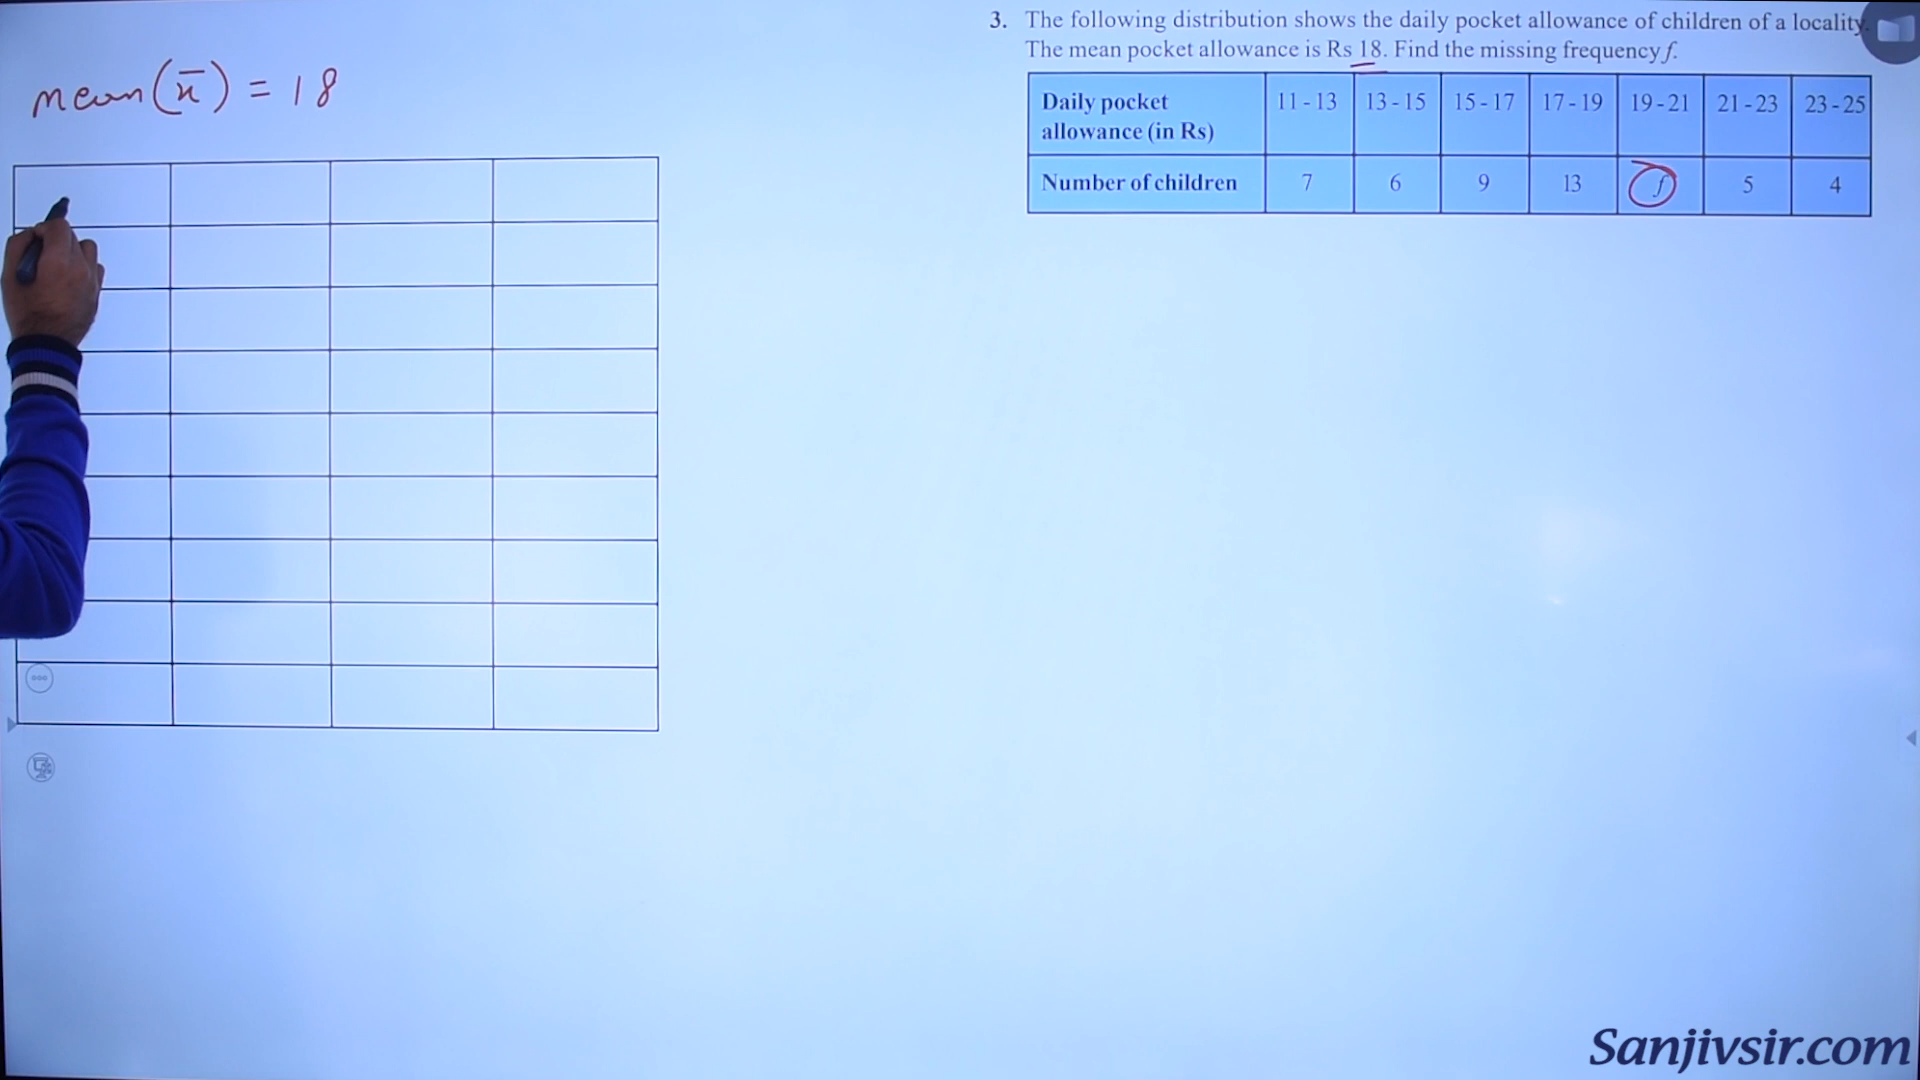 3. The following distribution shows the daily pocket allowance of children of a locality.
The mean pocket allowance is Rs 18. Find the missing frequency f.
mean(x̄) = 18
Daily pocket allowance (in Rs) 11 - 13 13 - 15 15 - 17 17 - 19 19 - 21 21 - 23 23 - 25
Number of children 7 6 9 13 f 5 4
Sanjivsir.com